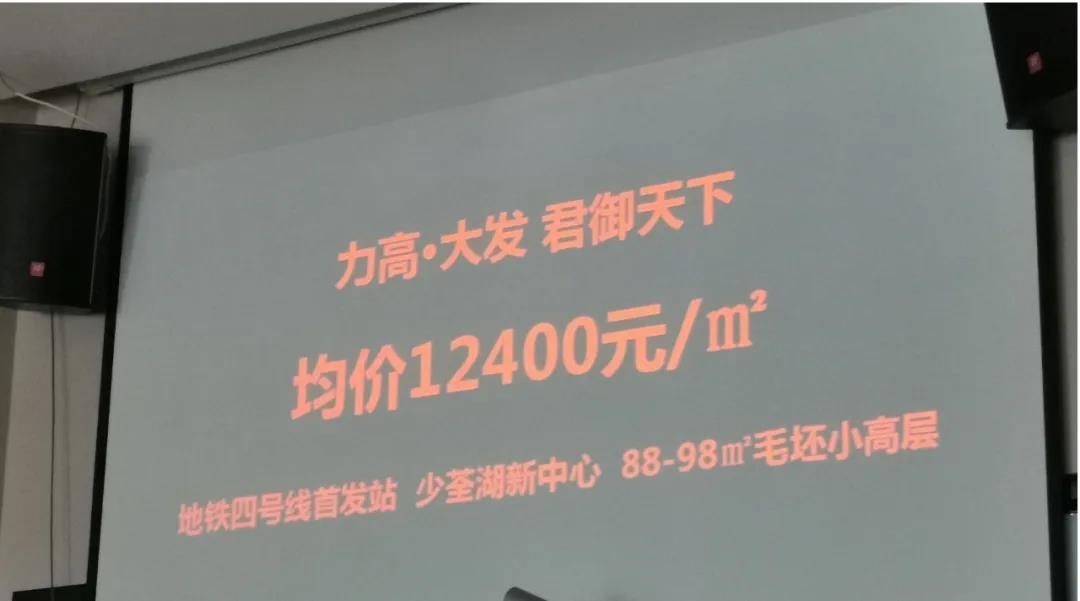 力高·大发 君御天下
均价12400元/㎡
地铁四号线首发站 少荃湖新中心 88-98㎡毛坯小高层